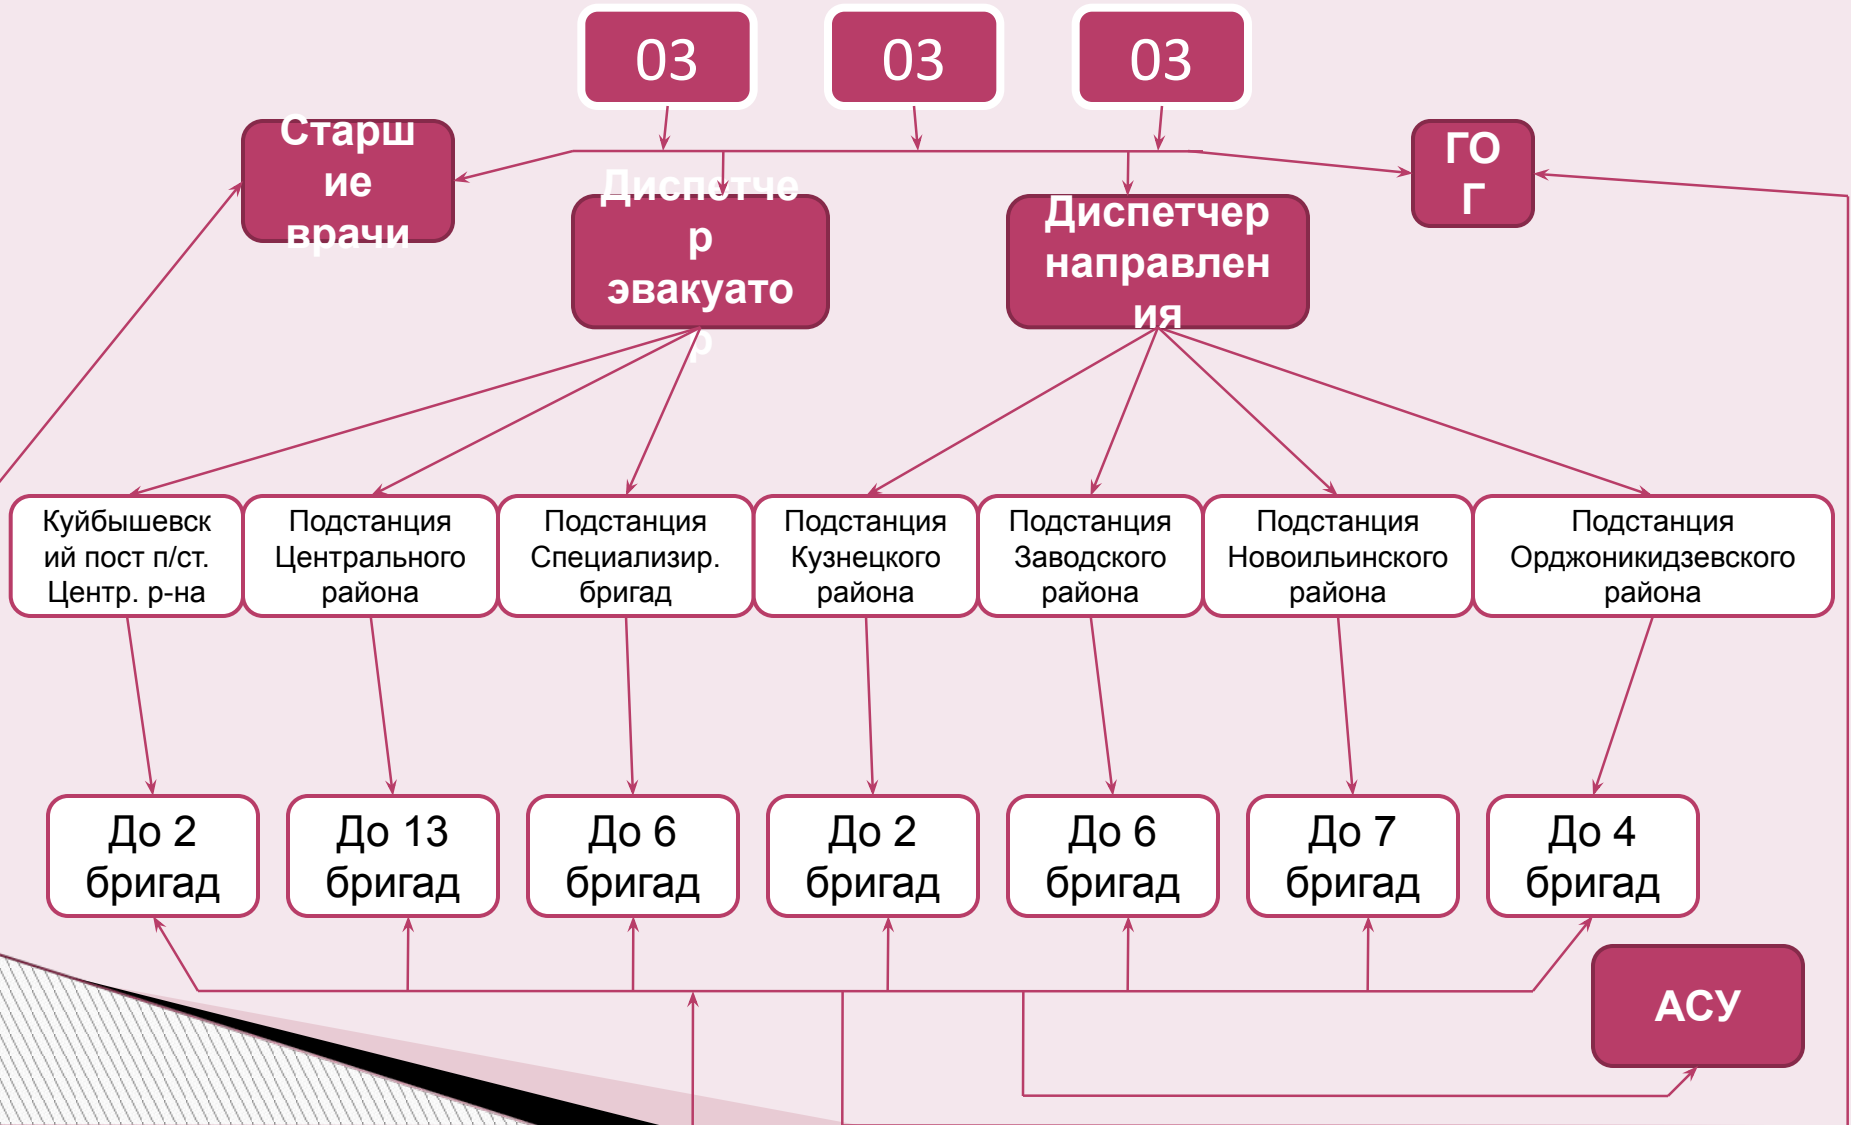 03
03
03
Старш
ие
врачи
Диспетче
р
эвакуато
р
Диспетчер
направлен
ия
ГО
Г
Куйбышевск
ий пост п/ст.
Центр. р-на
Подстанция
Центрального
района
Подстанция
Специализир.
бригад
Подстанция
Кузнецкого
района
Подстанция
Заводского
района
Подстанция
Новоильинского
района
Подстанция
Орджоникидзевского
района
До 2
бригад
До 13
бригад
До 6
бригад
До 2
бригад
До 6
бригад
До 7
бригад
До 4
бригад
АСУ